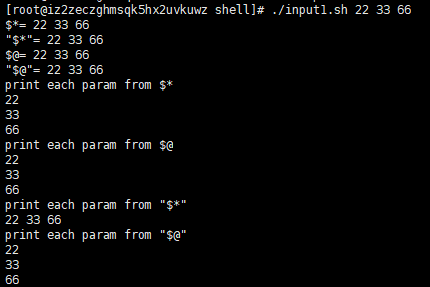 [root@iz2zeczghmsqk5hx2uvkuwz shell]# ./input1.sh 22 33 66
$*= 22 33 66
"$*"= 22 33 66
$@= 22 33 66
"$@"= 22 33 66
print each param from $*
22
33
66
print each param from $@
22
33
66
print each param from "$*"
22 33 66
print each param from "$@"
22
33
66